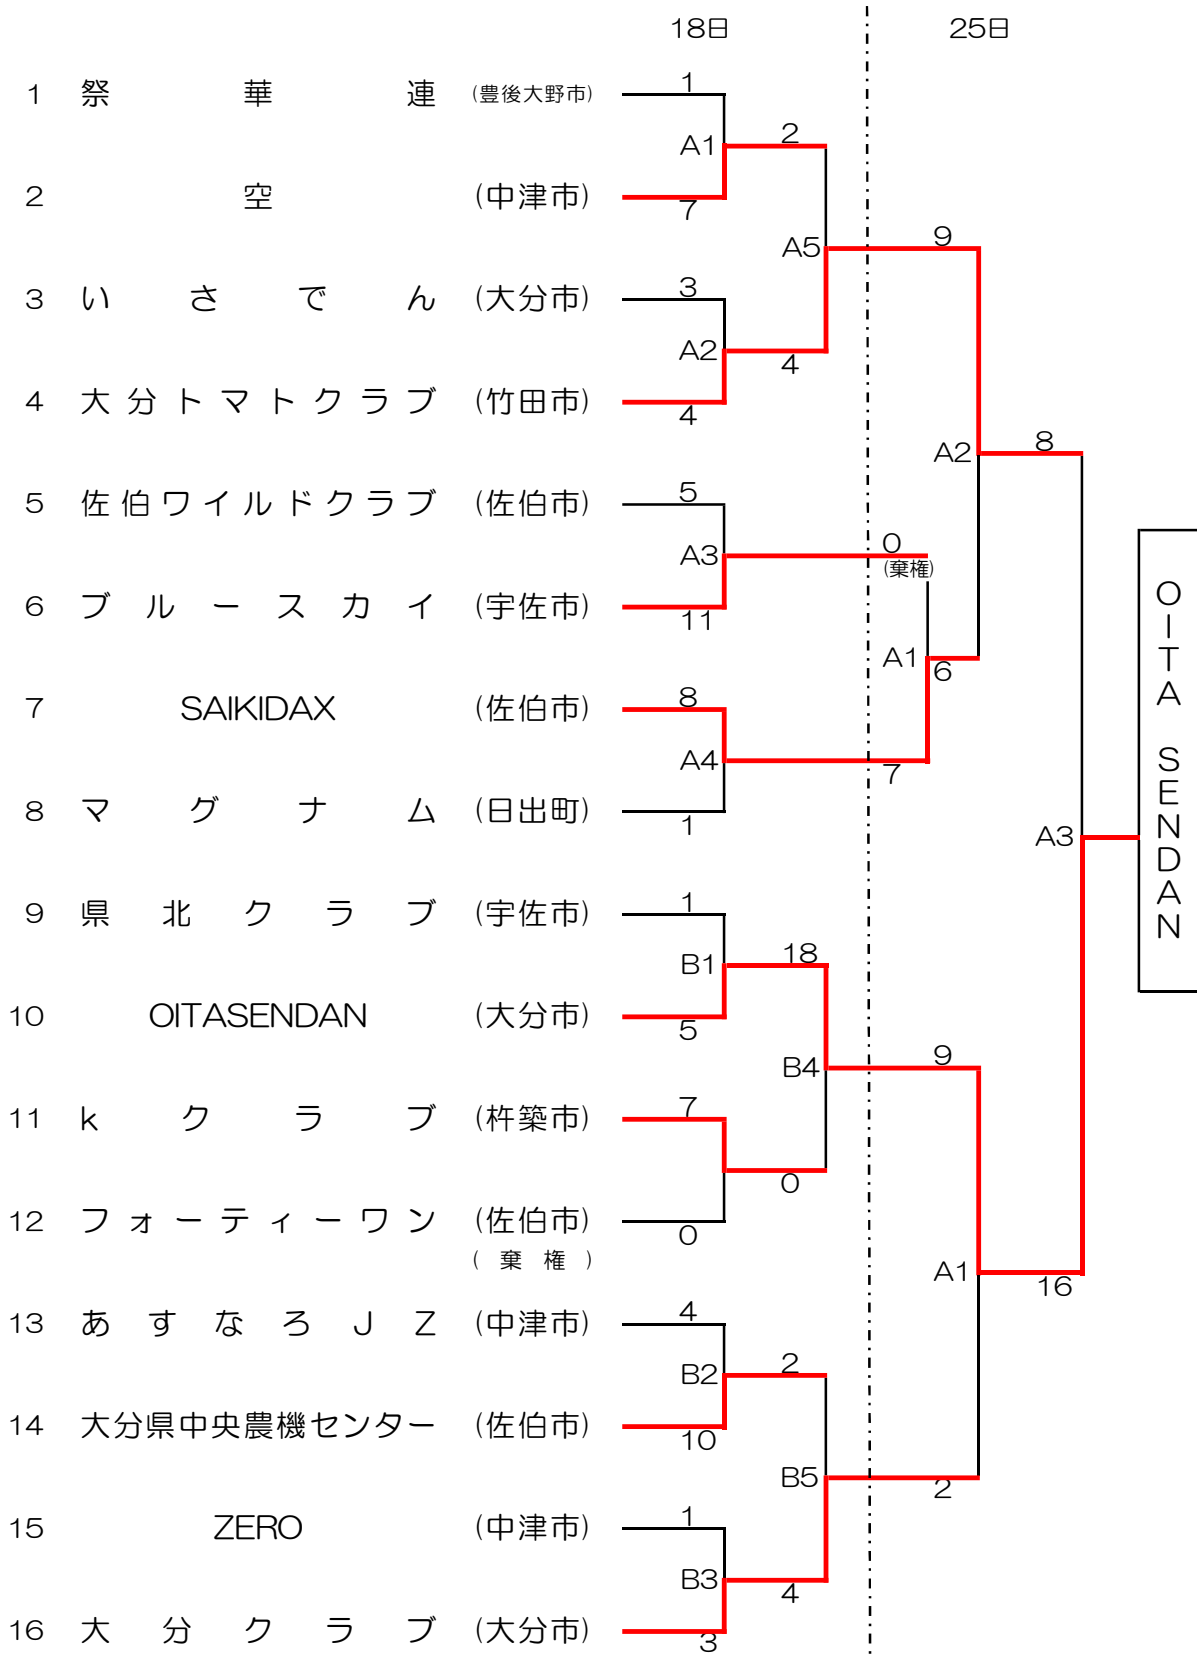 18日 25日
1 祭華連 (豊後大野市) 1
A1 2
2 空 (中津市) 7
A5 9
3 いさでん (大分市) 3
A2 4
4 大分トマトクラブ (竹田市) 4
A2 8
5 佐伯ワイルドクラブ (佐伯市) 5
A3 0
(棄権)
6 ブルースカイ (宇佐市) 11
A1 6
7 SAIKIDAX (佐伯市) 8
A4 7
8 マグナム (日出町) 1
A3
OITA SENDAN
9 県北クラブ (宇佐市) 1
B1 18
10 OITASENDAN (大分市) 5
B4 9
11 kクラブ (杵築市) 7
0
12 フォーティーワン (佐伯市) 0
(棄権)
A1 16
13 あすなろJZ (中津市) 4
B2 2
14 大分県中央農機センター (佐伯市) 10
B5 2
15 ZERO (中津市) 1
B3 4
16 大分クラブ (大分市) 3